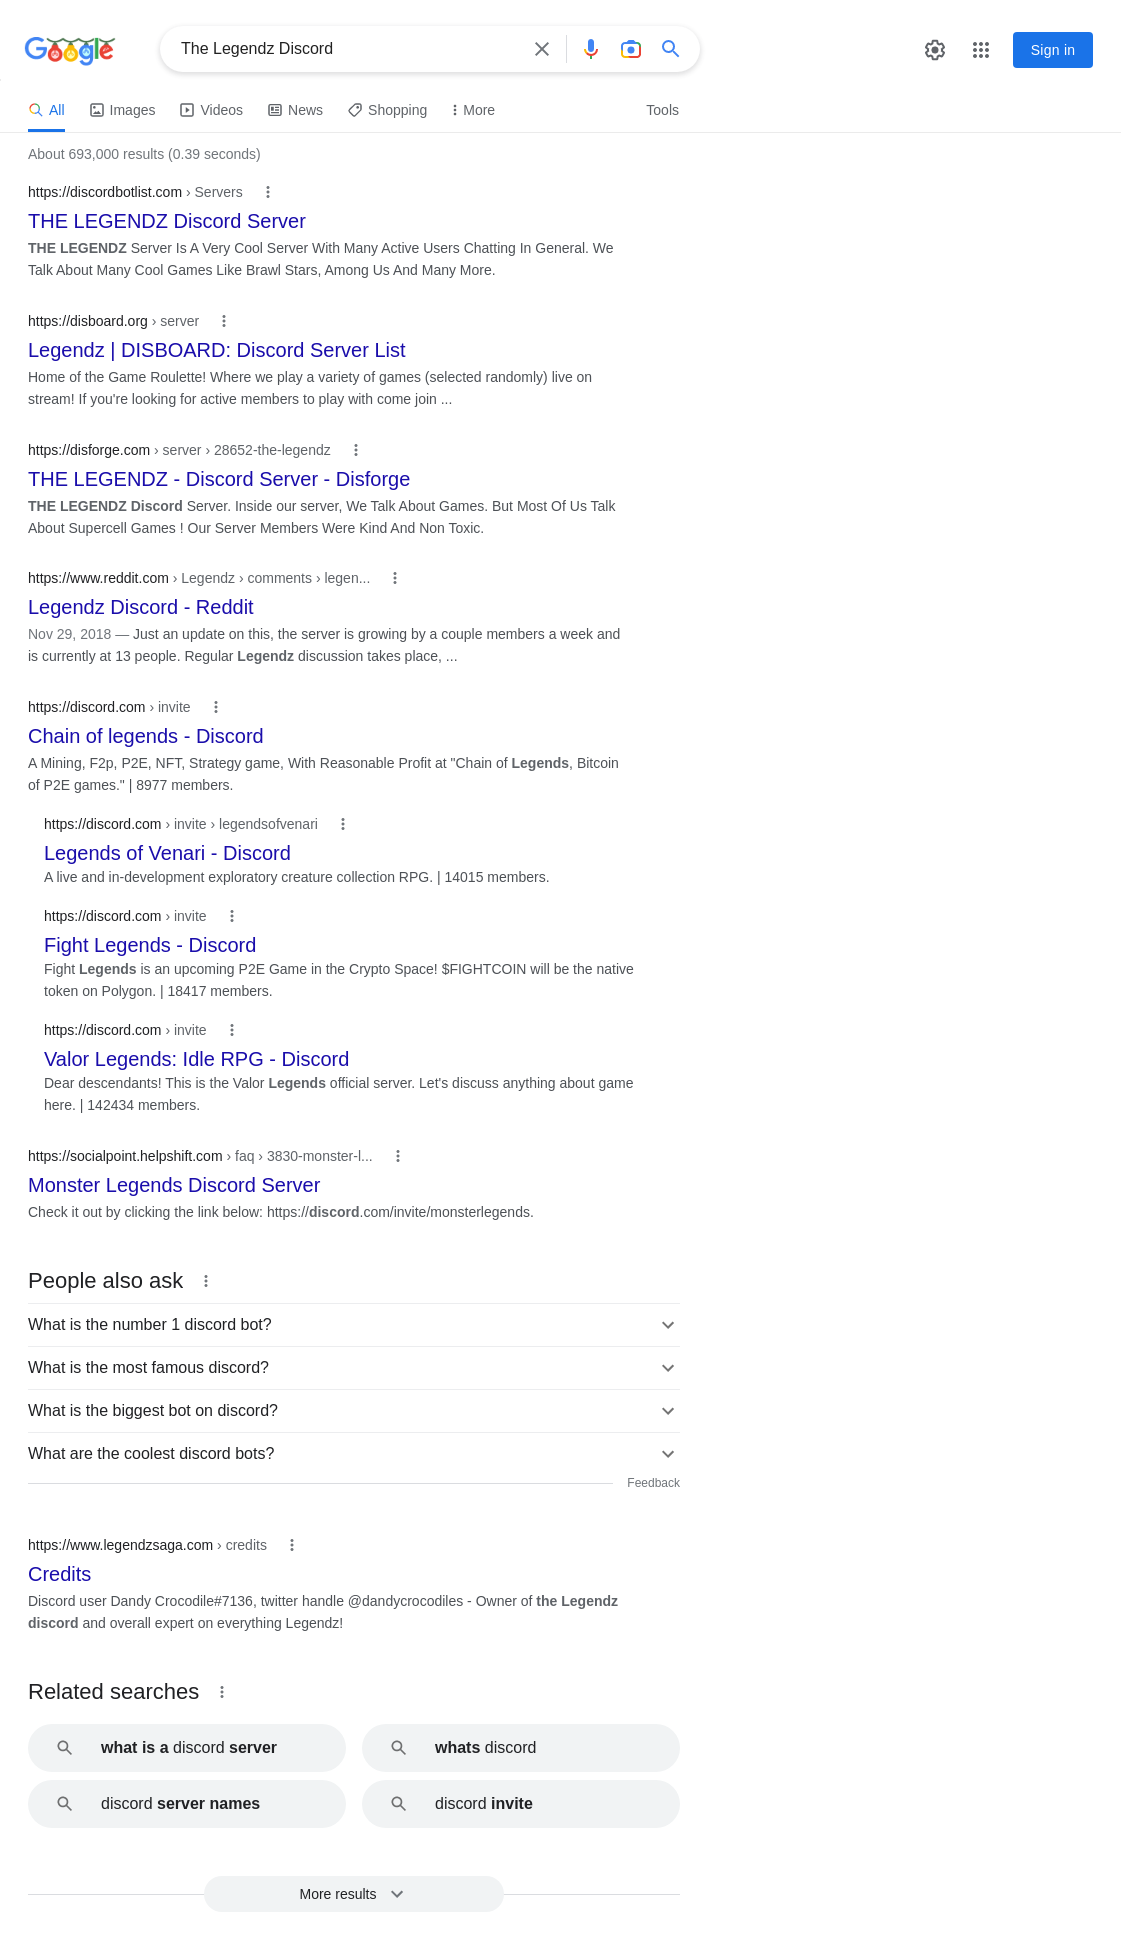 Google
The Legendz Discord
Sign in
All
Images
Videos
News
Shopping
More
Tools
About 693,000 results (0.39 seconds)
https://discordbotlist.com › Servers
THE LEGENDZ Discord Server
THE LEGENDZ Server Is A Very Cool Server With Many Active Users Chatting In General. We
Talk About Many Cool Games Like Brawl Stars, Among Us And Many More.
https://disboard.org › server
Legendz | DISBOARD: Discord Server List
Home of the Game Roulette! Where we play a variety of games (selected randomly) live on
stream! If you're looking for active members to play with come join ...
https://disforge.com › server › 28652-the-legendz
THE LEGENDZ - Discord Server - Disforge
THE LEGENDZ Discord Server. Inside our server, We Talk About Games. But Most Of Us Talk
About Supercell Games ! Our Server Members Were Kind And Non Toxic.
https://www.reddit.com › Legendz › comments › legen...
Legendz Discord - Reddit
Nov 29, 2018 — Just an update on this, the server is growing by a couple members a week and
is currently at 13 people. Regular Legendz discussion takes place, ...
https://discord.com › invite
Chain of legends - Discord
A Mining, F2p, P2E, NFT, Strategy game, With Reasonable Profit at "Chain of Legends, Bitcoin
of P2E games." | 8977 members.
https://discord.com › invite › legendsofvenari
Legends of Venari - Discord
A live and in-development exploratory creature collection RPG. | 14015 members.
https://discord.com › invite
Fight Legends - Discord
Fight Legends is an upcoming P2E Game in the Crypto Space! $FIGHTCOIN will be the native
token on Polygon. | 18417 members.
https://discord.com › invite
Valor Legends: Idle RPG - Discord
Dear descendants! This is the Valor Legends official server. Let's discuss anything about game
here. | 142434 members.
https://socialpoint.helpshift.com › faq › 3830-monster-l...
Monster Legends Discord Server
Check it out by clicking the link below: https://discord.com/invite/monsterlegends.
People also ask
What is the number 1 discord bot?
What is the most famous discord?
What is the biggest bot on discord?
What are the coolest discord bots?
Feedback
https://www.legendzsaga.com › credits
Credits
Discord user Dandy Crocodile#7136, twitter handle @dandycrocodiles - Owner of the Legendz
discord and overall expert on everything Legendz!
Related searches
what is a discord server
whats discord
discord server names
discord invite
More results